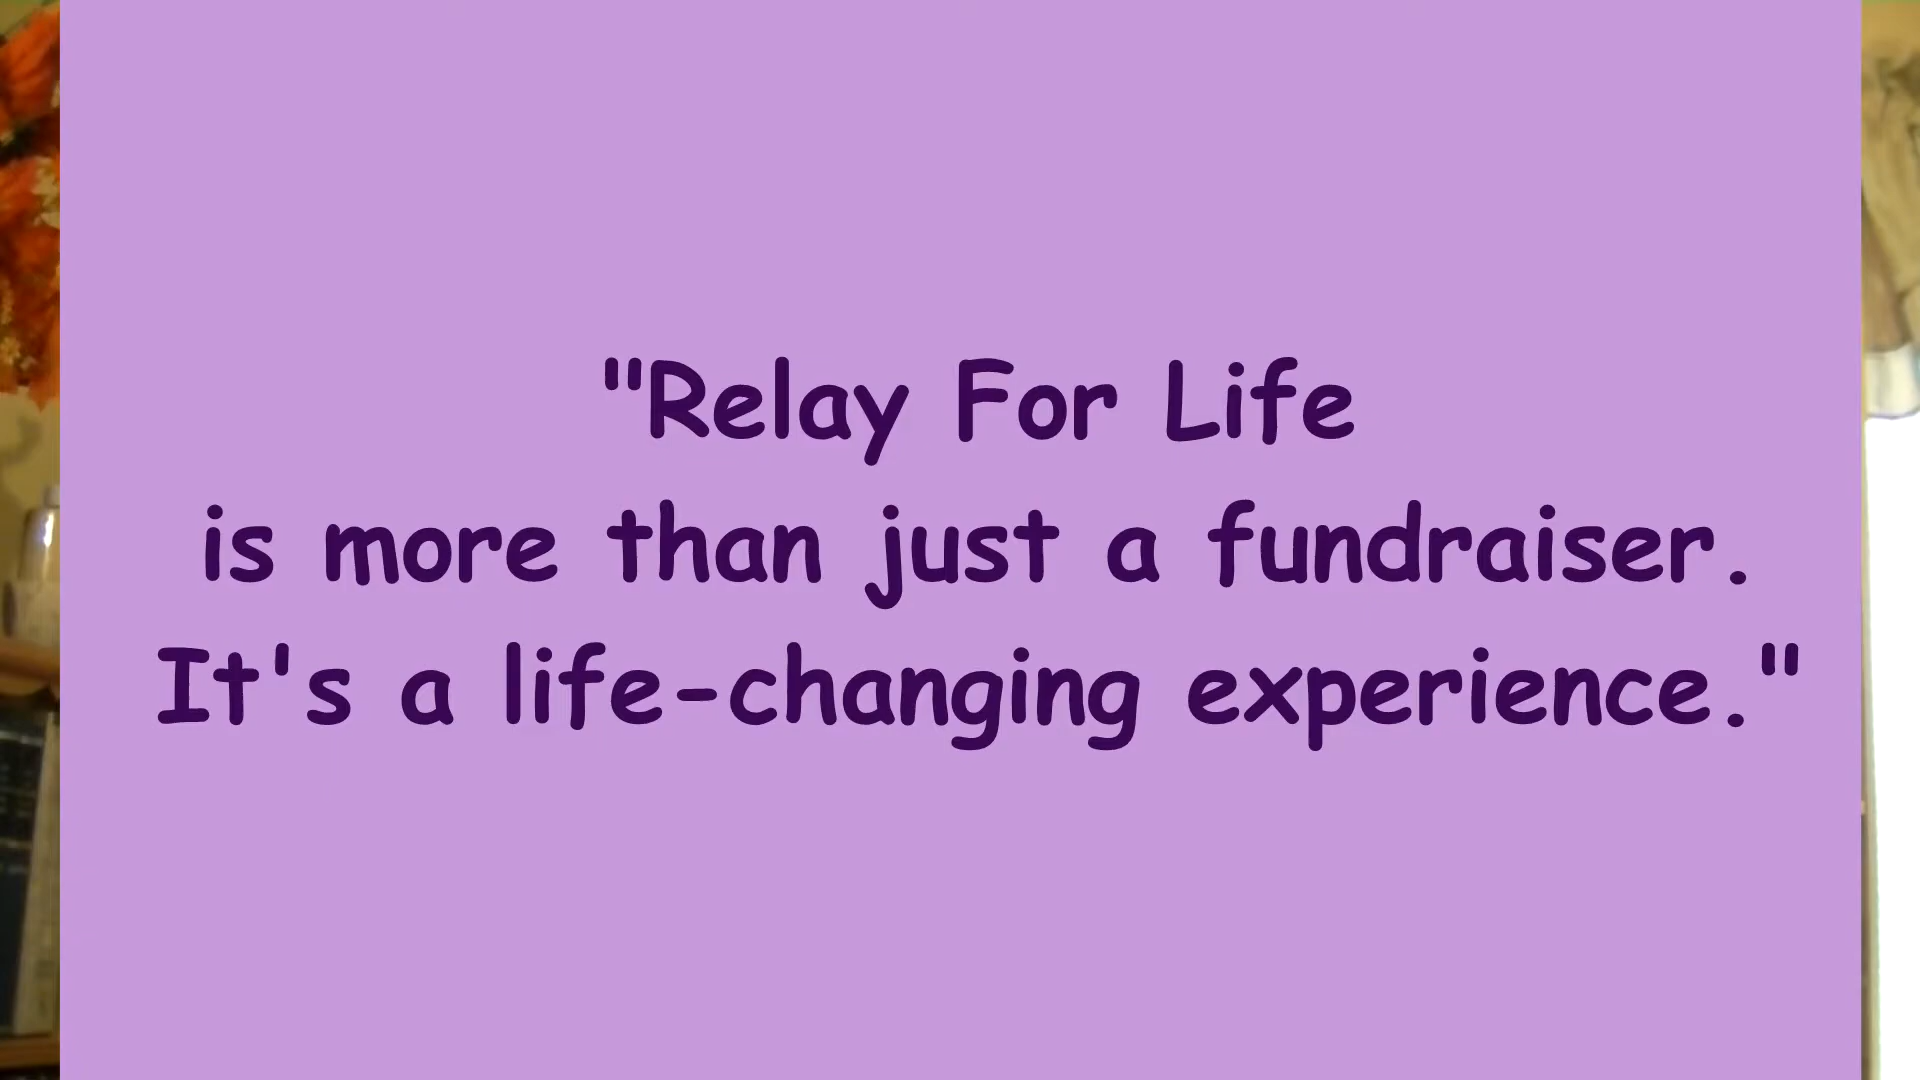 "Relay For Life
is more than just a fundraiser.
It's a life-changing experience."